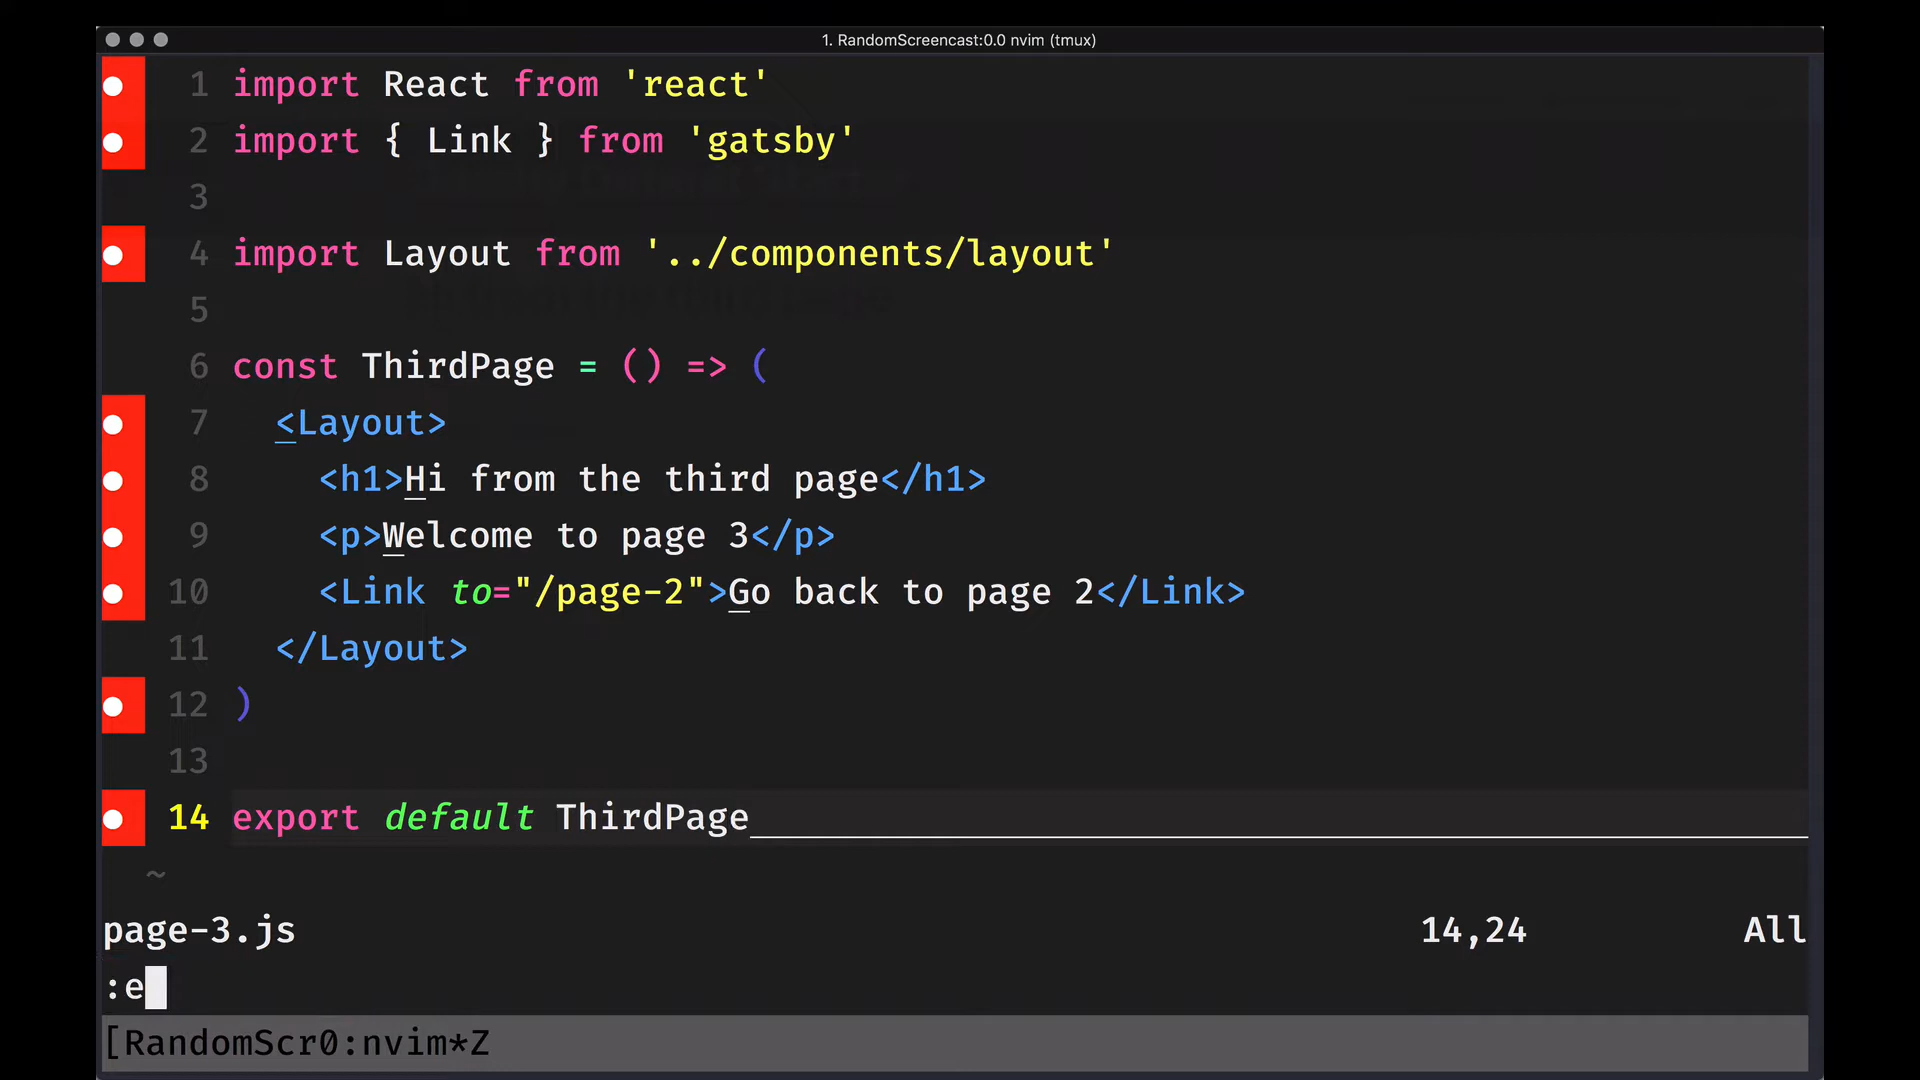 1. RandomScreencast:0.0 nvim (tmux)
1 import React from 'react'
2 import { Link } from 'gatsby'
3
4 import Layout from '../components/layout'
5
6 const ThirdPage = () => (
7   <Layout>
8     <h1>Hi from the third page</h1>
9     <p>Welcome to page 3</p>
10     <Link to="/page-2">Go back to page 2</Link>
11   </Layout>
12 )
13
14 export default ThirdPage
~
page-3.js 14,24 All
:e
[RandomScr0:nvim*Z